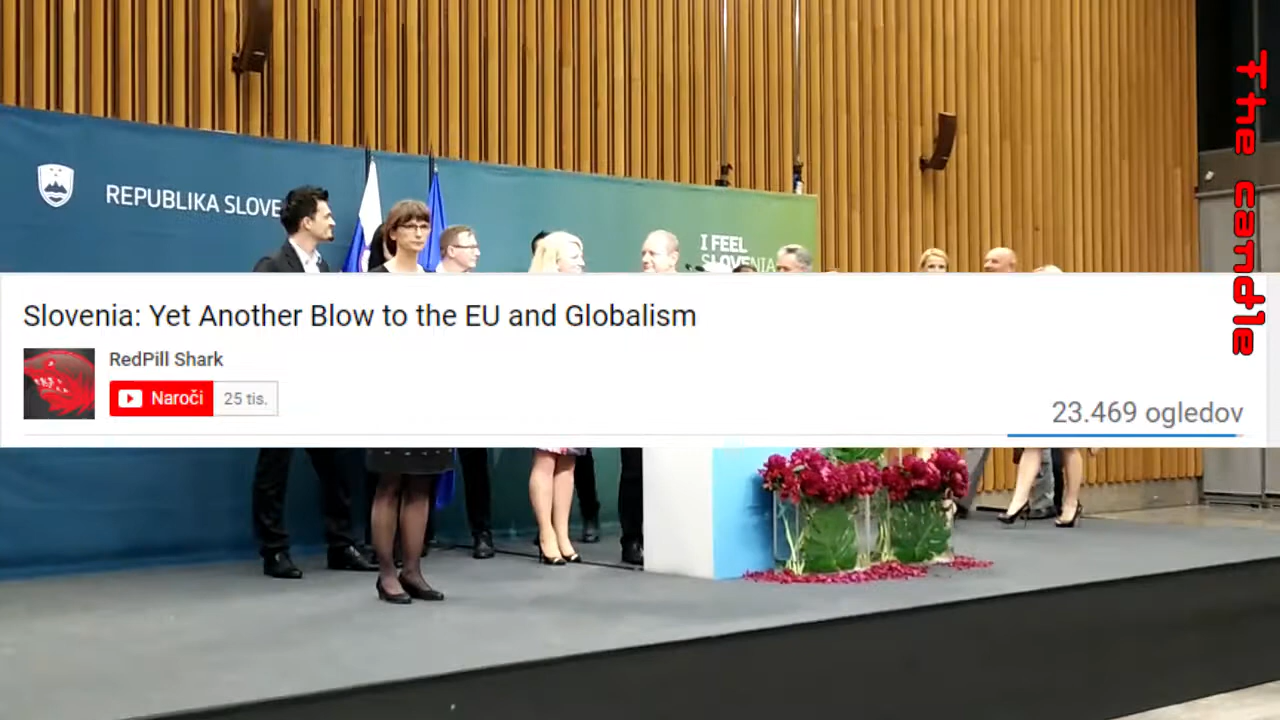 REPUBLIKA SLOVE
I FEEL
SLOVENIA
The candle
Slovenia: Yet Another Blow to the EU and Globalism
RedPill Shark
Naroči 25 tis.
23.469 ogledov